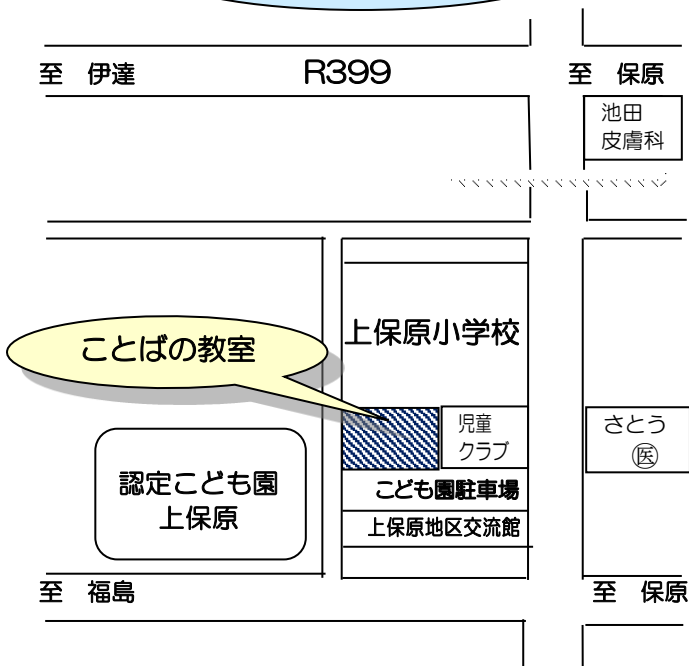 至 伊達
R399
至 保原
池田
皮膚科
上保原小学校
ことばの教室
児童
クラブ
さとう
㊩
認定こども園
上保原
こども園駐車場
上保原地区交流館
至 福島
至 保原